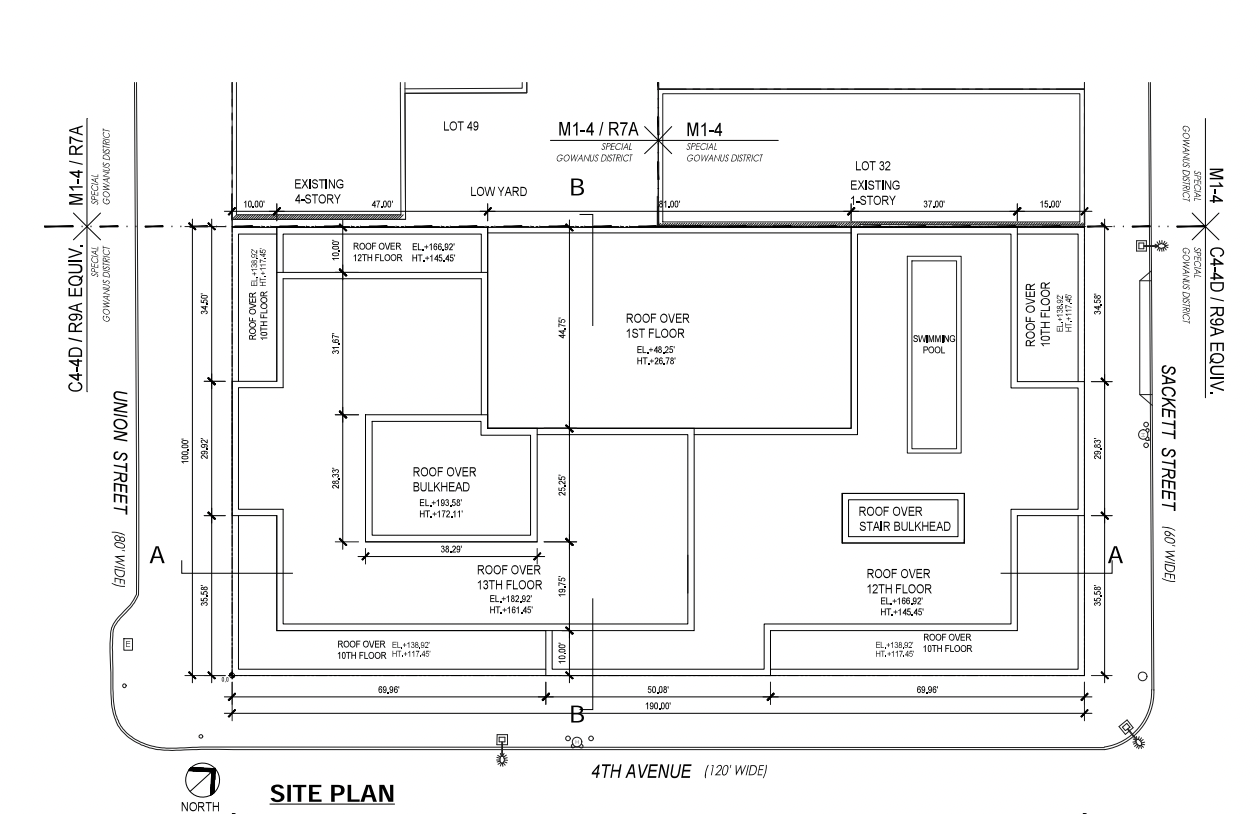 LOT 49
M1-4 / R7A
SPECIAL
GOWANUS DISTRICT
M1-4
SPECIAL
GOWANUS DISTRICT
M1-4 / R7A
SPECIAL
GOWANUS DISTRICT
M1-4
SPECIAL
GOWANUS DISTRICT
LOT 32
EXISTING
1-STORY
EXISTING
4-STORY
LOW YARD
B
10.00'
47.00'
81.00'
37.00'
15.00'
C4-4D / R9A EQUIV.
SPECIAL
GOWANUS DISTRICT
C4-4D / R9A EQUIV.
SPECIAL
GOWANUS DISTRICT
ROOF OVER
10TH FLOOR
EL.+138.92'
HT.+117.45'
10.00'
ROOF OVER
12TH FLOOR
EL.+166.92'
HT.+145.45'
ROOF OVER
1ST FLOOR
EL.+48.25'
HT.+26.78'
SWIMMING
POOL
ROOF OVER
10TH FLOOR
EL.+138.92'
HT.+117.45'
34.50'
31.67'
44.75'
34.58'
UNION STREET (80' WIDE)
SACKETT STREET (60' WIDE)
100.00'
29.92'
28.33'
25.25'
29.83'
ROOF OVER
BULKHEAD
EL.+193.58'
HT.+172.11'
ROOF OVER
STAIR BULKHEAD
38.29'
A
A
ROOF OVER
13TH FLOOR
EL.+182.92'
HT.+161.45'
ROOF OVER
12TH FLOOR
EL.+166.92'
HT.+145.45'
35.58'
19.75'
35.58'
E
ROOF OVER
10TH FLOOR
EL.+138.92'
HT.+117.45'
10.00'
EL.+138.92'
HT.+117.45'
ROOF OVER
10TH FLOOR
0,0
69.96'
50.08'
69.96'
190.00'
B
4TH AVENUE (120' WIDE)
NORTH
SITE PLAN